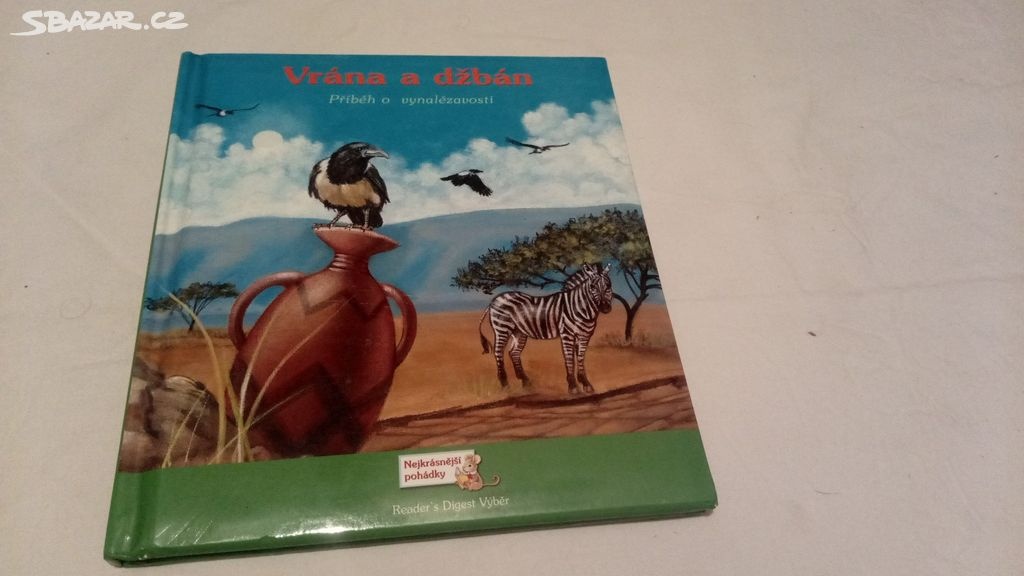 SBAZAR.CZ
Vrána a džbán
Příběh o vynalézavosti
Nejkrásnější
pohádky
Reader's Digest Výběr